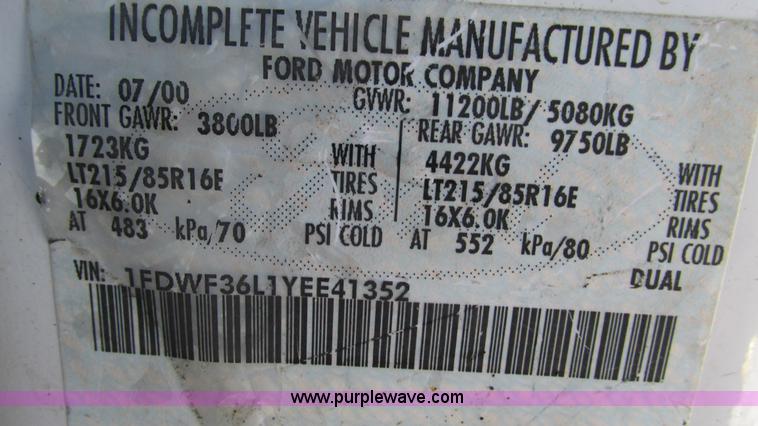 INCOMPLETE VEHICLE MANUFACTURED BY
FORD MOTOR COMPANY
DATE: 07/00 GVWR: 11200LB/ 5080KG
FRONT GAWR: 3800LB REAR GAWR: 9750LB
1723KG WITH 4422KG WITH
LT215/85R16E TIRES LT215/85R16E TIRES
16X6.0K RIMS 16X6.0K RIMS
AT 483 kPa/70 PSI COLD AT 552 kPa/80 PSI COLD
DUAL
VIN: 1FDWF36L1YEE41352
www.purplewave.com